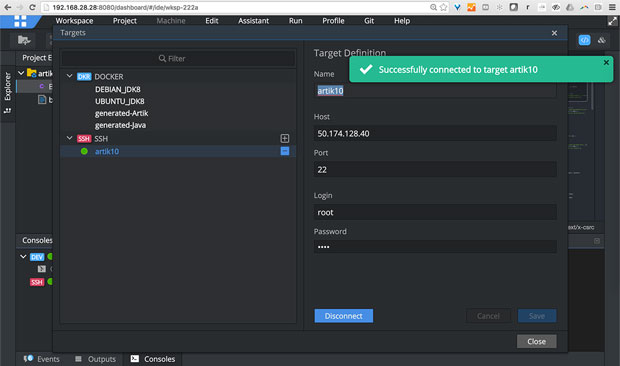 192.168.28.28:8080/dashboard/#/ide/wksp-222a
Workspace Project Machine Edit Assistant Run Profile Git Help
Targets
Project E
Explorer
artik
Filter
DKR DOCKER
DEBIAN_JDK8
UBUNTU_JDK8
generated-Artik
generated-Java
SSH SSH
artik10
Target Definition
Successfully connected to target artik10
Name
artik10
Host
50.174.128.40
Port
22
Login
root
Password
••••
Disconnect
Cancel
Save
Close
ext/x-csrc
Consoles
DEV
SSH
Events
Outputs
Consoles